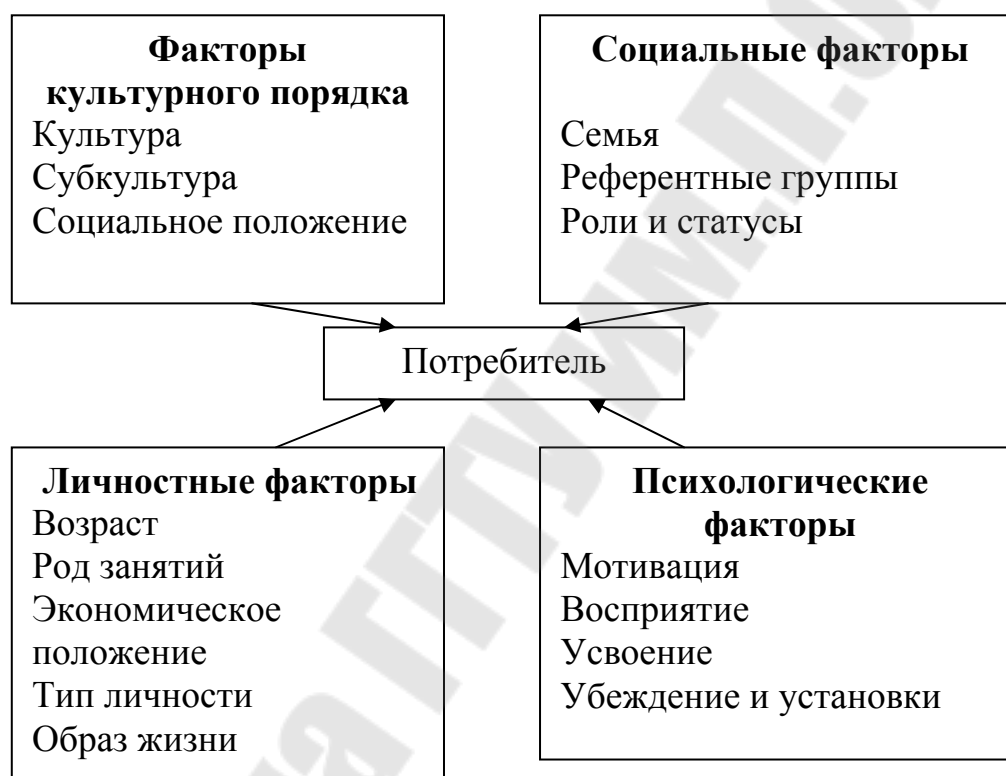 Факторы
культурного порядка
Культура
Субкультура
Социальное положение
Социальные факторы
Семья
Референтные группы
Роли и статусы
Потребитель
Личностные факторы
Возраст
Род занятий
Экономическое
положение
Тип личности
Образ жизни
Психологические
факторы
Мотивация
Восприятие
Усвоение
Убеждение и установки